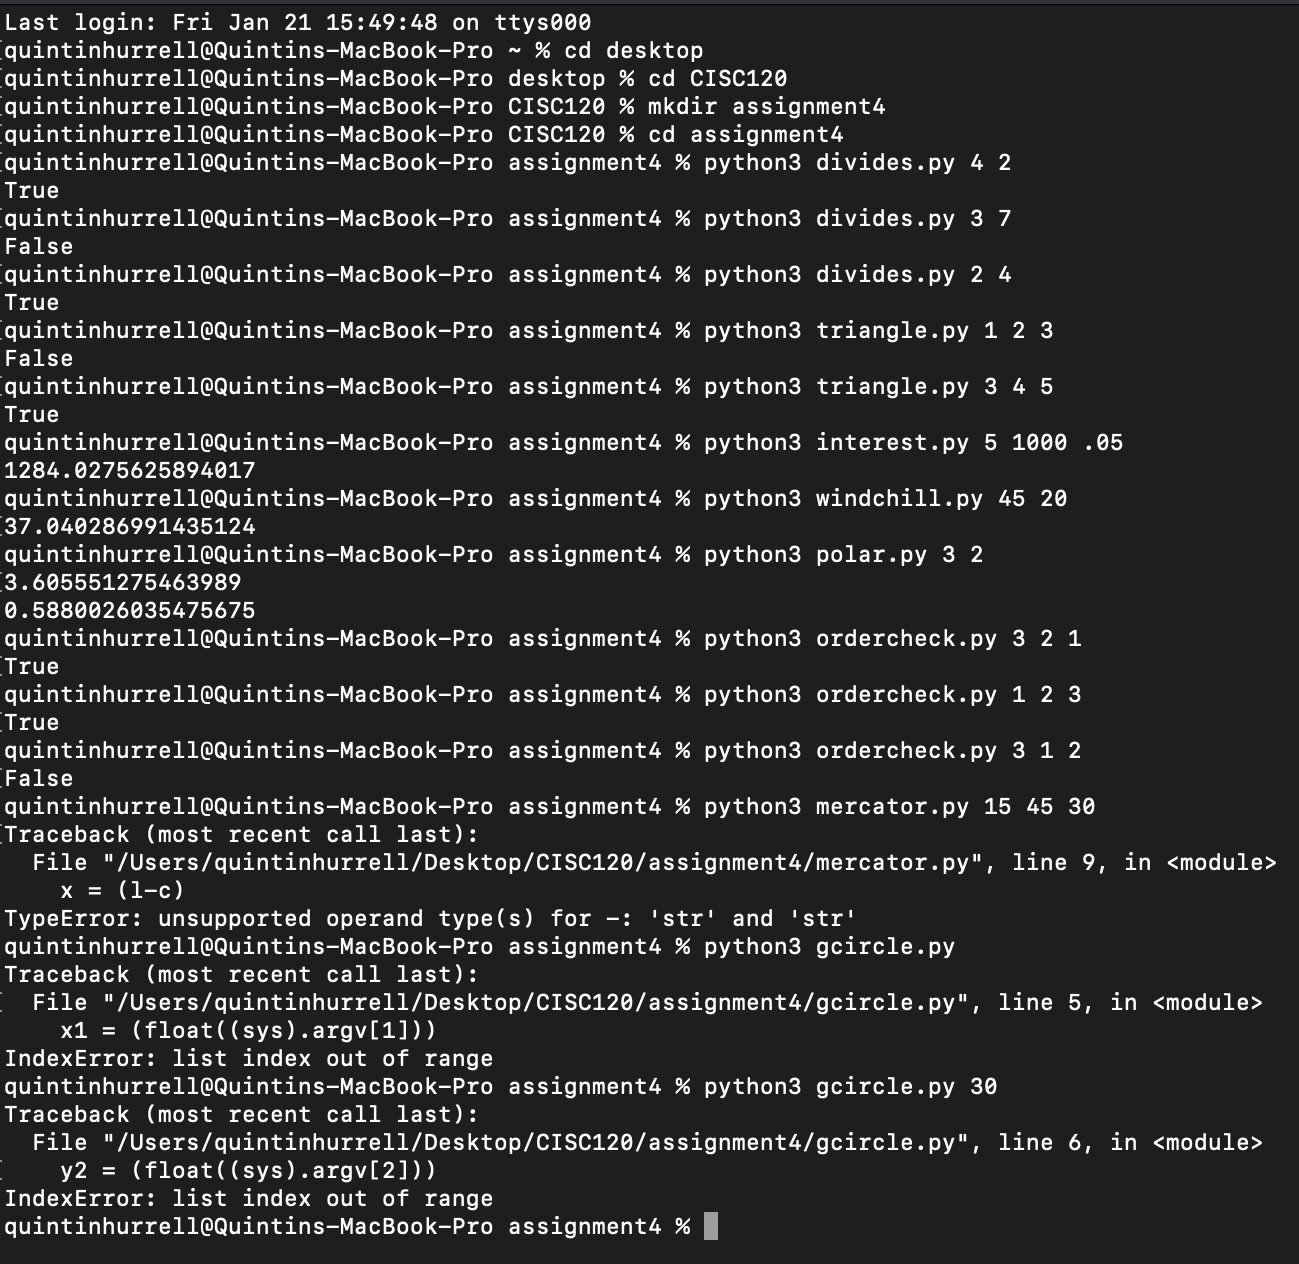 Last login: Fri Jan 21 15:49:48 on ttys000
[quintinhurrell@Quintins-MacBook-Pro ~ % cd desktop
[quintinhurrell@Quintins-MacBook-Pro desktop % cd CISC120
[quintinhurrell@Quintins-MacBook-Pro CISC120 % mkdir assignment4
[quintinhurrell@Quintins-MacBook-Pro CISC120 % cd assignment4
[quintinhurrell@Quintins-MacBook-Pro assignment4 % python3 divides.py 4 2
True
[quintinhurrell@Quintins-MacBook-Pro assignment4 % python3 divides.py 3 7
False
[quintinhurrell@Quintins-MacBook-Pro assignment4 % python3 divides.py 2 4
True
[quintinhurrell@Quintins-MacBook-Pro assignment4 % python3 triangle.py 1 2 3
False
[quintinhurrell@Quintins-MacBook-Pro assignment4 % python3 triangle.py 3 4 5
True
quintinhurrell@Quintins-MacBook-Pro assignment4 % python3 interest.py 5 1000 .05
1284.0275625894017
quintinhurrell@Quintins-MacBook-Pro assignment4 % python3 windchill.py 45 20
[37.040286991435124
quintinhurrell@Quintins-MacBook-Pro assignment4 % python3 polar.py 3 2
[3.605551275463989
0.5880026035475675
quintinhurrell@Quintins-MacBook-Pro assignment4 % python3 ordercheck.py 3 2 1
[True
quintinhurrell@Quintins-MacBook-Pro assignment4 % python3 ordercheck.py 1 2 3
[True
quintinhurrell@Quintins-MacBook-Pro assignment4 % python3 ordercheck.py 3 1 2
[False
quintinhurrell@Quintins-MacBook-Pro assignment4 % python3 mercator.py 15 45 30
[Traceback (most recent call last):
  File "/Users/quintinhurrell/Desktop/CISC120/assignment4/mercator.py", line 9, in <module>
    x = (l-c)
TypeError: unsupported operand type(s) for -: 'str' and 'str'
quintinhurrell@Quintins-MacBook-Pro assignment4 % python3 gcircle.py
Traceback (most recent call last):
[  File "/Users/quintinhurrell/Desktop/CISC120/assignment4/gcircle.py", line 5, in <module>
    x1 = (float((sys).argv[1]))
IndexError: list index out of range
quintinhurrell@Quintins-MacBook-Pro assignment4 % python3 gcircle.py 30
Traceback (most recent call last):
  File "/Users/quintinhurrell/Desktop/CISC120/assignment4/gcircle.py", line 6, in <module>
[    y2 = (float((sys).argv[2]))
IndexError: list index out of range
quintinhurrell@Quintins-MacBook-Pro assignment4 %